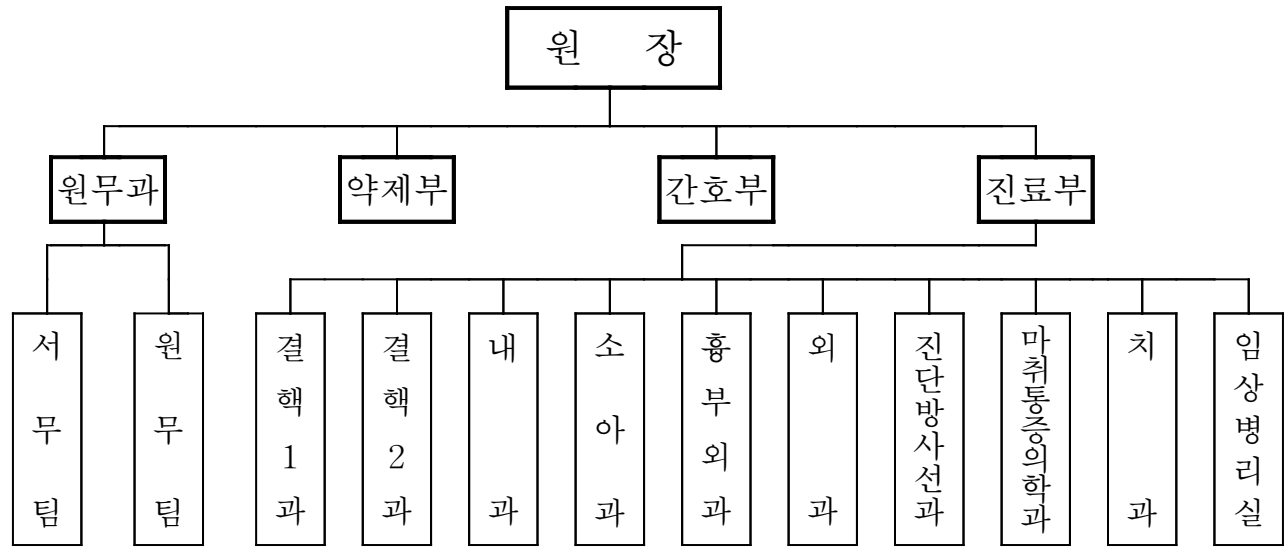 원 장
원무과
약제부
간호부
진료부
서무팀
원무팀
결핵1과
결핵2과
내과
소아과
흉부외과
외과
진단방사선과
마취통증의학과
치과
임상병리실